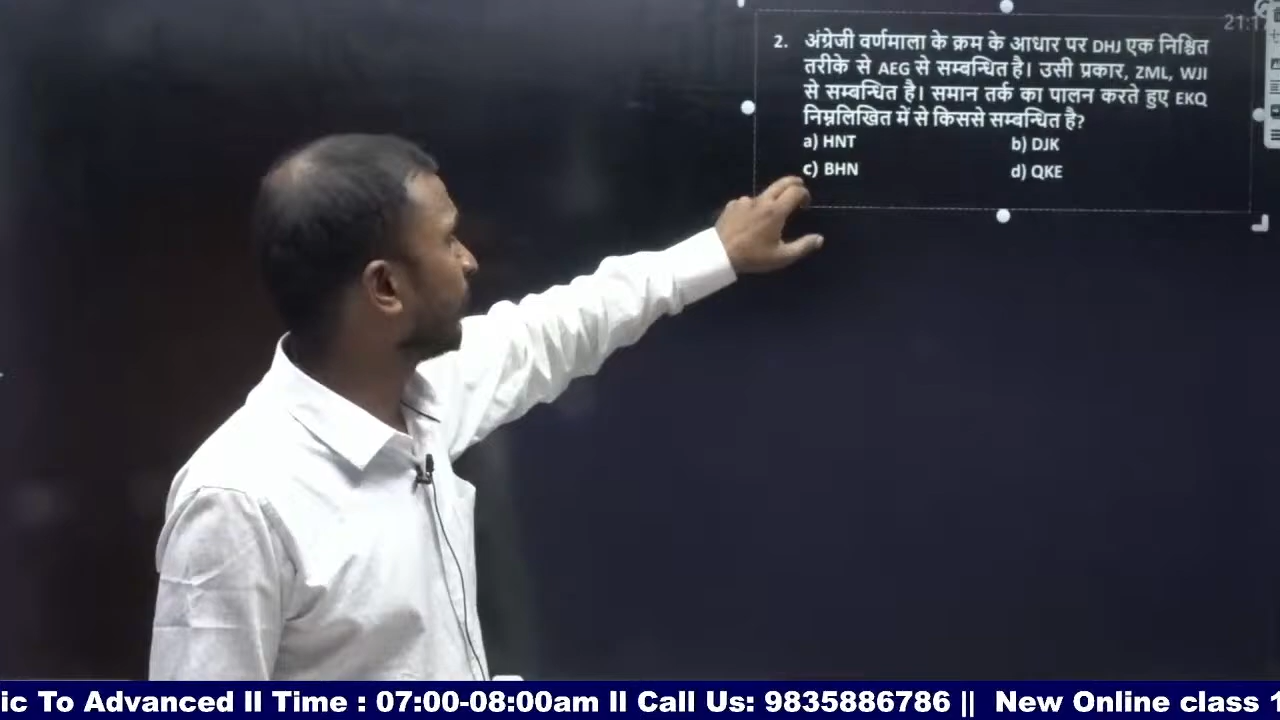 21:1
2. अंग्रेजी वर्णमाला के क्रम के आधार पर DHJ एक निश्चित
तरीके से AEG से सम्बन्धित है। उसी प्रकार, ZML, WJI
से सम्बन्धित है। समान तर्क का पालन करते हुए EKQ
निम्नलिखित में से किससे सम्बन्धित है?
a) HNT b) DJK
c) BHN d) QKE
ic To Advanced II Time : 07:00-08:00am II Call Us: 9835886786 || New Online class 1